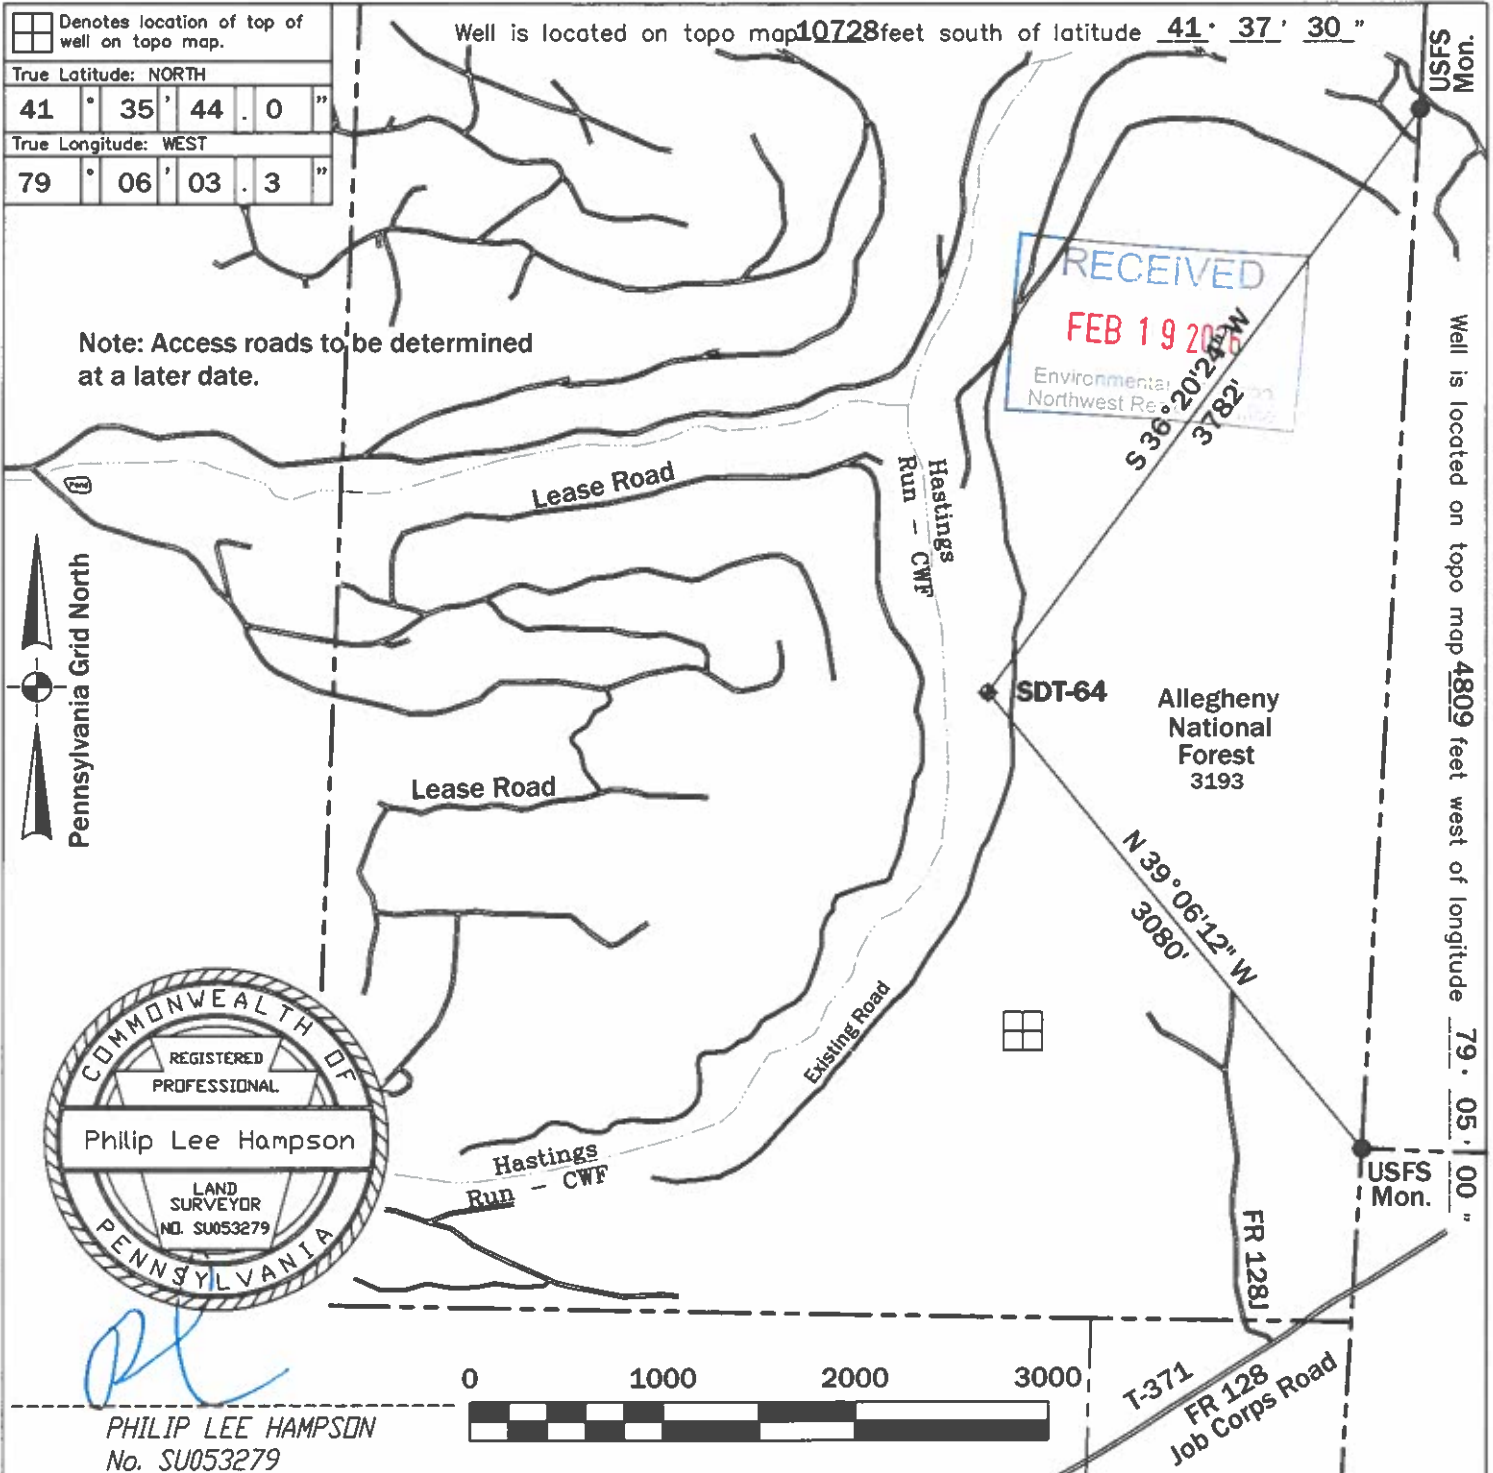 Denotes location of top of
well on topo map.
Well is located on topo map 10728 feet south of latitude 41° 37' 30"
True Latitude: NORTH
41 ° 35 ' 44 . 0 "
True Longitude: WEST
79 ° 06 ' 03 . 3 "
USFS
Mon.
RECEIVED
FEB 19
Environmental
Northwest
S 36°20'24" W
3782'
Note: Access roads to be determined
at a later date.
Well is located on topo map 4809 feet west of longitude 79° 05' 00"
Lease Road
Hastings
Run - CWF
Pennsylvania Grid North
SDT-64
Allegheny
National
Forest
3193
Lease Road
N 39°06'12" W
3080'
Existing Road
COMMONWEALTH OF
REGISTERED
PROFESSIONAL
Philip Lee Hampson
LAND
SURVEYOR
NO. SU053279
PENNSYLVANIA
Hastings
Run - CWF
USFS
Mon.
FR 128J
0 1000 2000 3000
T-371
FR 128
Job Corps Road
PHILIP LEE HAMPSON
No. SU053279